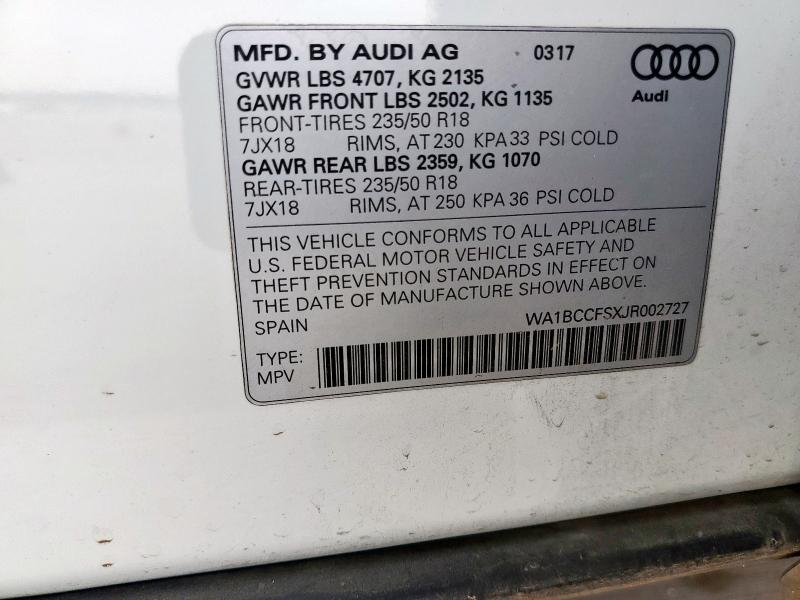 MFD. BY AUDI AG 0317
GVWR LBS 4707, KG 2135
GAWR FRONT LBS 2502, KG 1135
Audi
FRONT-TIRES 235/50 R18
7JX18 RIMS, AT 230 KPA 33 PSI COLD
GAWR REAR LBS 2359, KG 1070
REAR-TIRES 235/50 R18
7JX18 RIMS, AT 250 KPA 36 PSI COLD
THIS VEHICLE CONFORMS TO ALL APPLICABLE
U.S. FEDERAL MOTOR VEHICLE SAFETY AND
THEFT PREVENTION STANDARDS IN EFFECT ON
THE DATE OF MANUFACTURE SHOWN ABOVE.
SPAIN WA1BCCFSXJR002727
TYPE:
MPV